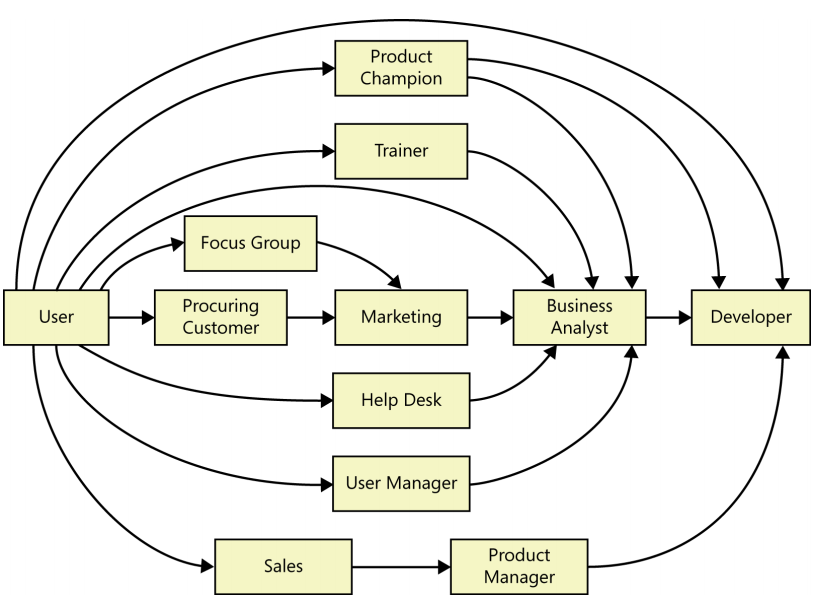 Product
Champion
Trainer
Focus Group
User
Procuring
Customer
Marketing
Business
Analyst
Developer
Help Desk
User Manager
Sales
Product
Manager